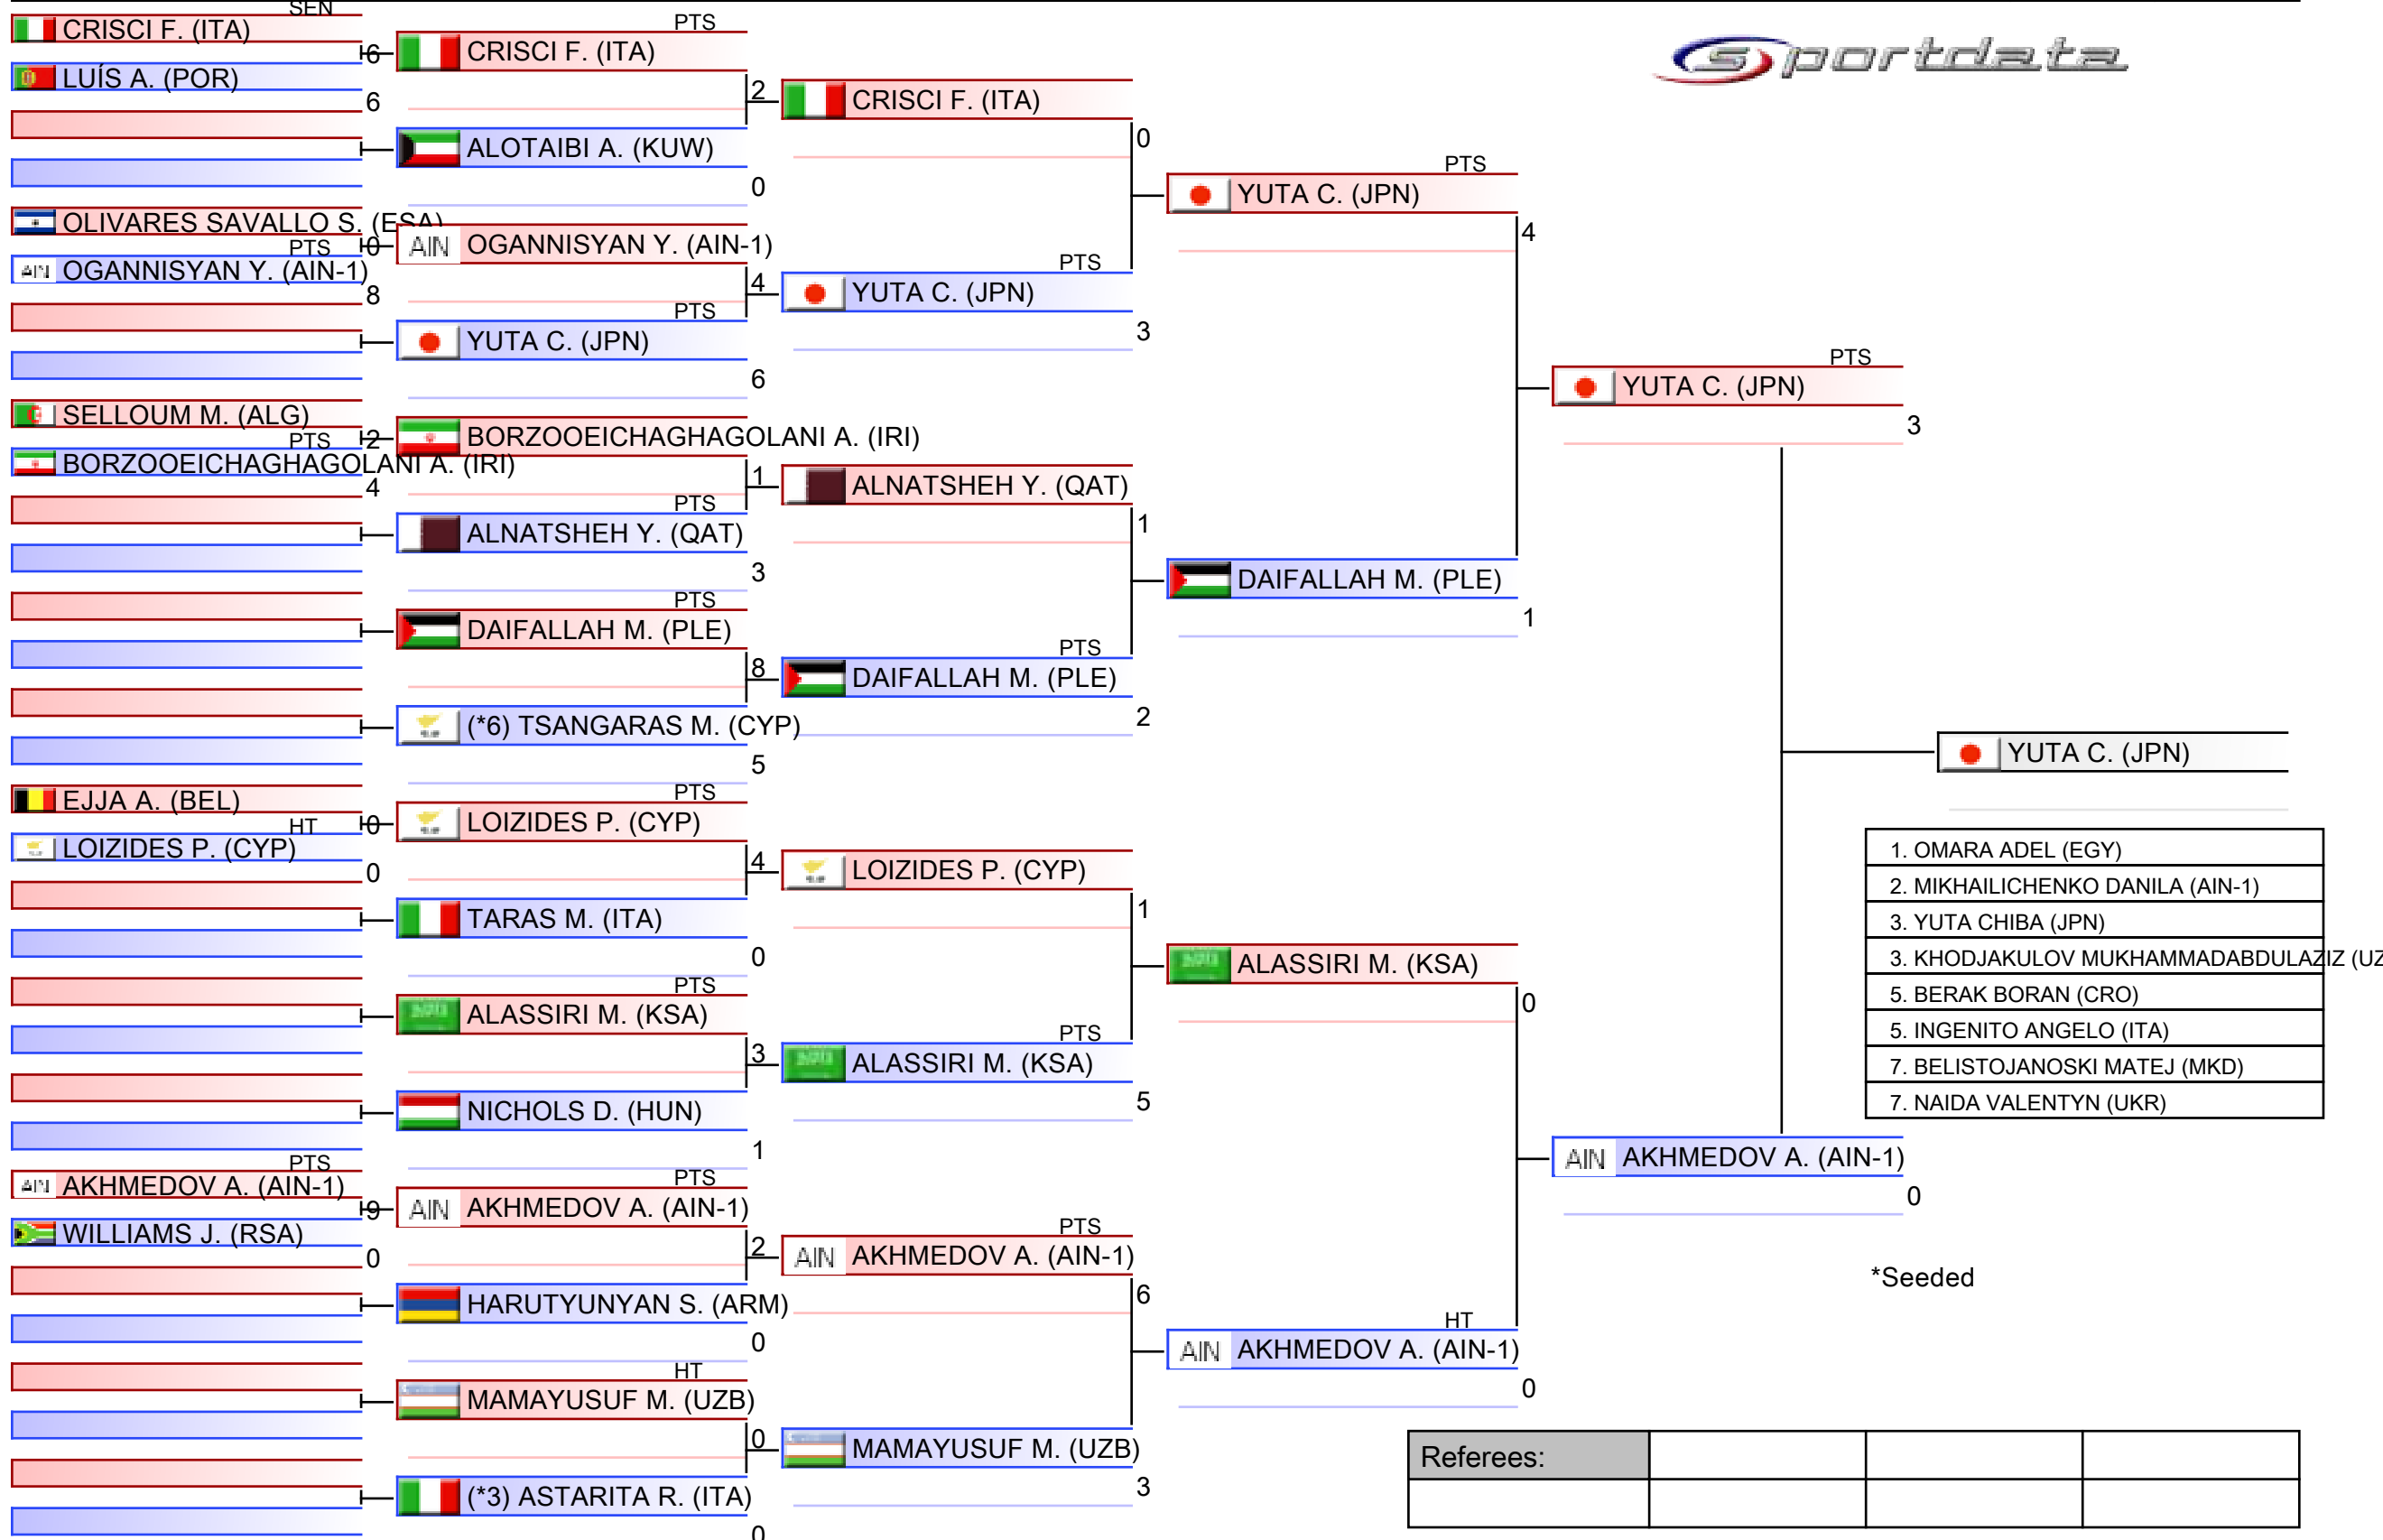 SEN
CRISCI F. (ITA)
6
LUÍS A. (POR)
6
OLIVARES SAVALLO S. (ESA)
0
PTS
OGANNISYAN Y. (AIN-1)
8
SELLOUM M. (ALG)
2
PTS
BORZOOEICHAGHAGOLANI A. (IRI)
4
EJJA A. (BEL)
0
HT
LOIZIDES P. (CYP)
0
PTS
AKHMEDOV A. (AIN-1)
9
WILLIAMS J. (RSA)
0
PTS
CRISCI F. (ITA)
2
ALOTAIBI A. (KUW)
0
AIN OGANNISYAN Y. (AIN-1)
4
PTS
YUTA C. (JPN)
6
BORZOOEICHAGHAGOLANI A. (IRI)
1
PTS
ALNATSHEH Y. (QAT)
3
PTS
DAIFALLAH M. (PLE)
8
(*6) TSANGARAS M. (CYP)
5
PTS
LOIZIDES P. (CYP)
4
TARAS M. (ITA)
0
PTS
ALASSIRI M. (KSA)
3
NICHOLS D. (HUN)
1
PTS
AIN AKHMEDOV A. (AIN-1)
2
HARUTYUNYAN S. (ARM)
0
HT
MAMAYUSUF M. (UZB)
0
(*3) ASTARITA R. (ITA)
0
CRISCI F. (ITA)
0
PTS
YUTA C. (JPN)
3
ALNATSHEH Y. (QAT)
1
PTS
DAIFALLAH M. (PLE)
2
LOIZIDES P. (CYP)
1
PTS
ALASSIRI M. (KSA)
5
PTS
AIN AKHMEDOV A. (AIN-1)
6
MAMAYUSUF M. (UZB)
3
PTS
YUTA C. (JPN)
4
DAIFALLAH M. (PLE)
1
ALASSIRI M. (KSA)
0
HT
AIN AKHMEDOV A. (AIN-1)
0
PTS
YUTA C. (JPN)
3
AIN AKHMEDOV A. (AIN-1)
0
sportdata
YUTA C. (JPN)
1. OMARA ADEL (EGY)
2. MIKHAILICHENKO DANILA (AIN-1)
3. YUTA CHIBA (JPN)
3. KHODJAKULOV MUKHAMMADABDULAZIZ (UZ
5. BERAK BORAN (CRO)
5. INGENITO ANGELO (ITA)
7. BELISTOJANOSKI MATEJ (MKD)
7. NAIDA VALENTYN (UKR)
*Seeded
Referees: